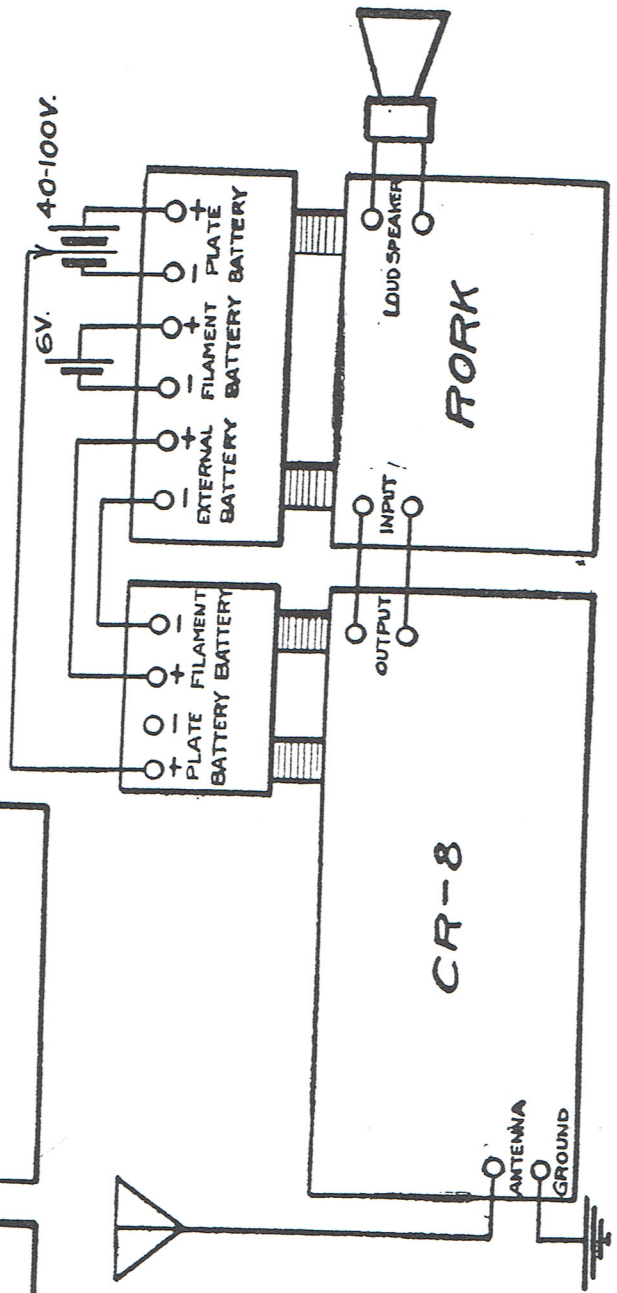 40-100V.
6V.
+
-
PLATE
BATTERY
+
-
FILAMENT
BATTERY
+
-
EXTERNAL
BATTERY
-
+
FILAMENT
BATTERY
-
+
PLATE
BATTERY
LOUD SPEAKER
RORK
INPUT
OUTPUT
CR-8
ANTENNA
GROUND